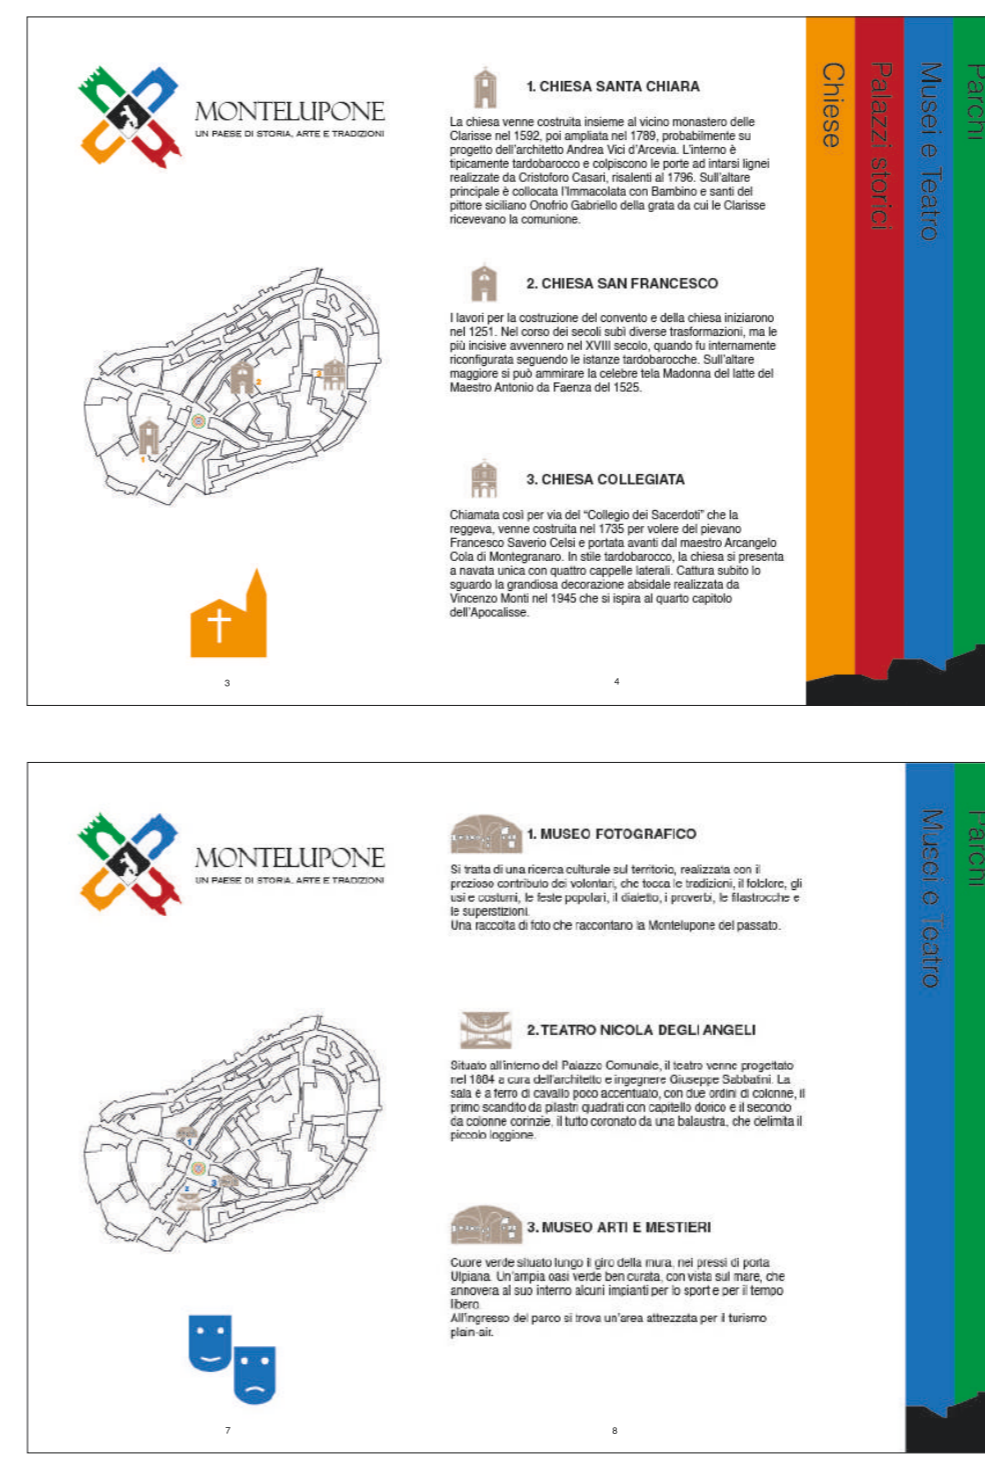 MONTELUPONE
UN PAESE DI STORIA, ARTE E TRADIZIONI
2
3
1
3
1. CHIESA SANTA CHIARA
La chiesa venne costruita insieme al vicino monastero delle
Clarisse nel 1592, poi ampliata nel 1789, probabilmente su
progetto dell'architetto Andrea Vici d'Arcevia. L'interno è
tipicamente tardobarocco e colpiscono le porte ad intarsi lignei
realizzate da Cristoforo Casari, risalenti al 1796. Sull'altare
principale è collocata l'Immacolata con Bambino e santi del
pittore siciliano Onofrio Gabriello della grata da cui le Clarisse
ricevevano la comunione.
2. CHIESA SAN FRANCESCO
I lavori per la costruzione del convento e della chiesa iniziarono
nel 1251. Nel corso dei secoli subì diverse trasformazioni, ma le
più incisive avvennero nel XVIII secolo, quando fu internamente
riconfigurata seguendo le istanze tardobarocche. Sull'altare
maggiore si può ammirare la celebre tela Madonna del latte del
Maestro Antonio da Faenza del 1525.
3. CHIESA COLLEGIATA
Chiamata così per via del "Collegio dei Sacerdoti" che la
reggeva, venne costruita nel 1735 per volere del pievano
Francesco Saverio Celsi e portata avanti dal maestro Arcangelo
Cola di Montegranaro. In stile tardobarocco, la chiesa si presenta
a navata unica con quattro cappelle laterali. Cattura subito lo
sguardo la grandiosa decorazione absidale realizzata da
Vincenzo Monti nel 1945 che si ispira al quarto capitolo
dell'Apocalisse.
4
Chiese
Palazzi storici
Musei e Teatro
Parchi
MONTELUPONE
UN PAESE DI STORIA, ARTE E TRADIZIONI
1
3
2
7
1. MUSEO FOTOGRAFICO
Si tratta di una ricerca culturale sul territorio, realizzata con il
prezioso contributo dei volontari, che tocca le tradizioni, il folclore, gli
usi e costumi, le feste popolari, il dialetto, i proverbi, le filastrocche e
le superstizioni.
Una raccolta di foto che raccontano la Montelupone del passato.
2. TEATRO NICOLA DEGLI ANGELI
Situato all'interno del Palazzo Comunale, il teatro venne progettato
nel 1884 a cura dell'architetto e ingegnere Giuseppe Sabbatini. La
sala è a ferro di cavallo poco accentuato, con due ordini di colonne, il
primo scandito da pilastri quadrati con capitello dorico e il secondo
da colonne corinzie, il tutto coronato da una balaustra, che delimita il
piccolo loggione.
3. MUSEO ARTI E MESTIERI
Cuore verde situato lungo il giro della mura, nei pressi di porta
Ulpiana. Un'ampia oasi verde ben curata, con vista sul mare, che
annovera al suo interno alcuni impianti per lo sport e per il tempo
libero.
All'ingresso del parco si trova un'area attrezzata per il turismo
plain-air.
8
Musei e Teatro
Parchi